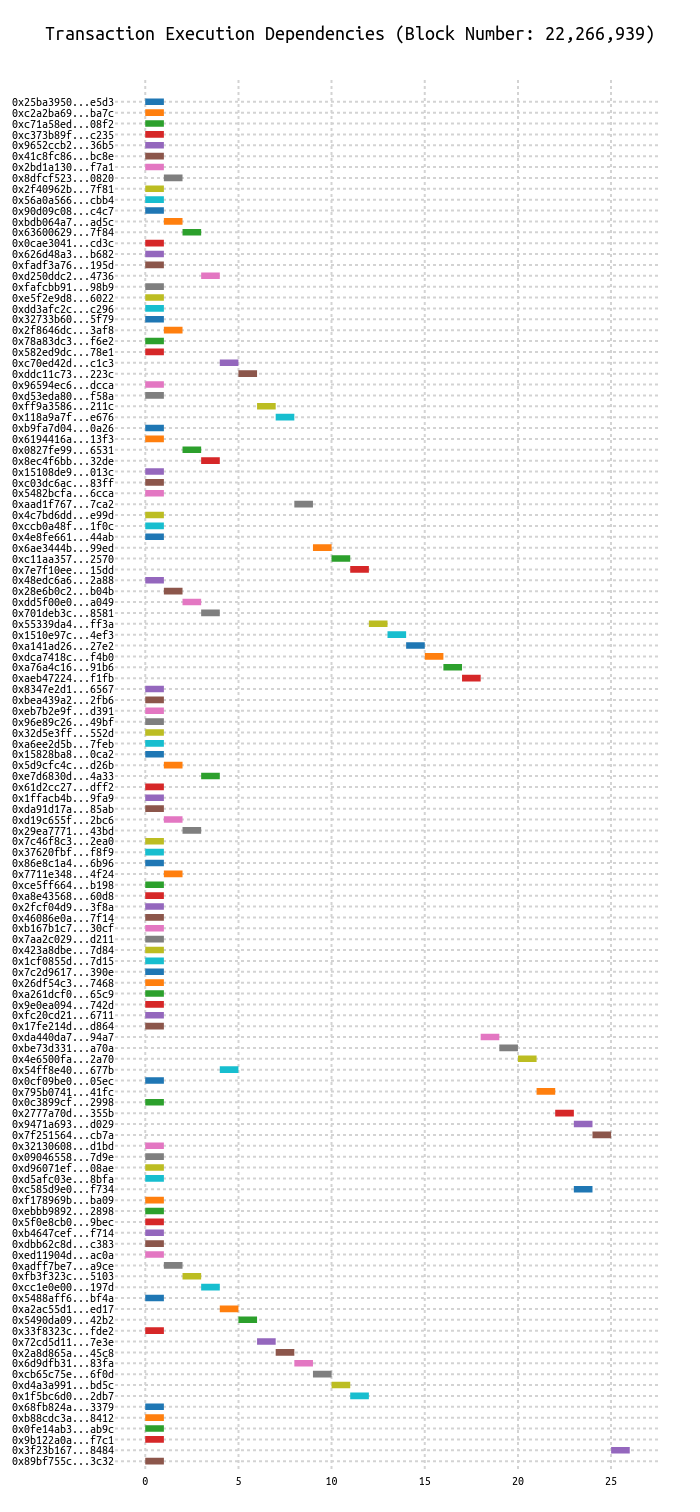 Transaction Execution Dependencies (Block Number: 22,266,939)
0x25ba3950...e5d3
0xc2a2ba69...ba7c
0xc71a58ed...08f2
0xc373b89f...c235
0x9652ccb2...36b5
0x41c8fc86...bc8e
0x2bd1a130...f7a1
0x8dfcf523...0820
0x2f40962b...7f81
0x56a0a566...cbb4
0x90d09c08...c4c7
0xbdb064a7...ad5c
0x63600629...7f84
0x0cae3041...cd3c
0x626d48a3...b682
0xfadf3a76...195d
0xd250ddc2...4736
0xfafcbb91...98b9
0xe5f2e9d8...6022
0xdd3afc2c...c296
0x32733b60...5f79
0x2f8646dc...3af8
0x78a83dc3...f6e2
0x582ed9dc...78e1
0xc70ed42d...c1c3
0xddc11c73...223c
0x96594ec6...dcca
0xd53eda80...f58a
0xff9a3586...211c
0x118a9a7f...e676
0xb9fa7d04...0a26
0x6194416a...13f3
0x0827fe99...6531
0x8ec4f6bb...32de
0x15108de9...013c
0xc03dc6ac...83ff
0x5482bcfa...6cca
0xaad1f767...7ca2
0x4c7bd6dd...e99d
0xccb0a48f...1f0c
0x4e8fe661...44ab
0x6ae3444b...99ed
0xc11aa357...2570
0x7e7f10ee...15dd
0x48edc6a6...2a88
0x28e6b0c2...b04b
0xdd5f00e0...a049
0x701deb3c...8581
0x55339da4...ff3a
0x1510e97c...4ef3
0xa141ad26...27e2
0xdca7418c...f4b0
0xa76a4c16...91b6
0xaeb47224...f1fb
0x8347e2d1...6567
0xbea439a2...2fb6
0xeb7b2e9f...d391
0x96e89c26...49bf
0x32d5e3ff...552d
0xa6ee2d5b...7feb
0x15828ba8...0ca2
0x5d9cfc4c...d26b
0xe7d6830d...4a33
0x61d2cc27...dff2
0x1ffacb4b...9fa9
0xda91d17a...85ab
0xd19c655f...2bc6
0x29ea7771...43bd
0x7c46f8c3...2ea0
0x37620fbf...f8f9
0x86e8c1a4...6b96
0x7711e348...4f24
0xce5ff664...b198
0xa8e43568...60d8
0x2fcf04d9...3f8a
0x46086e0a...7f14
0xb167b1c7...30cf
0x7aa2c029...d211
0x423a8dbe...7d84
0x1cf0855d...7d15
0x7c2d9617...390e
0x26df54c3...7468
0xa261dcf0...65c9
0x9e0ea094...742d
0xfc20cd21...6711
0x17fe214d...d864
0xda440da7...94a7
0xbe73d331...a70a
0x4e6500fa...2a70
0x54ff8e40...677b
0x0cf09be0...05ec
0x795b0741...41fc
0x0c3899cf...2998
0x2777a70d...355b
0x9471a693...d029
0x7f251564...cb7a
0x32130608...d1bd
0x09046558...7d9e
0xd96071ef...08ae
0xd5afc03e...8bfa
0xc585d9e0...f734
0xf178969b...ba09
0xebbb9892...2898
0x5f0e8cb0...9bec
0xb4647cef...f714
0xdbb62c8d...c383
0xed11904d...ac0a
0xadff7be7...a9ce
0xfb3f323c...5103
0xcc1e0e00...197d
0x5488aff6...bf4a
0xa2ac55d1...ed17
0x5490da09...42b2
0x33f8323c...fde2
0x72cd5d11...7e3e
0x2a8d865a...45c8
0x6d9dfb31...83fa
0xcb65c75e...6f0d
0xd4a3a991...bd5c
0x1f5bc6d0...2db7
0x68fb824a...3379
0xb88cdc3a...8412
0x0fe14ab3...ab9c
0x9b122a0a...f7c1
0x3f23b167...8484
0x89bf755c...3c32
0 5 10 15 20 25